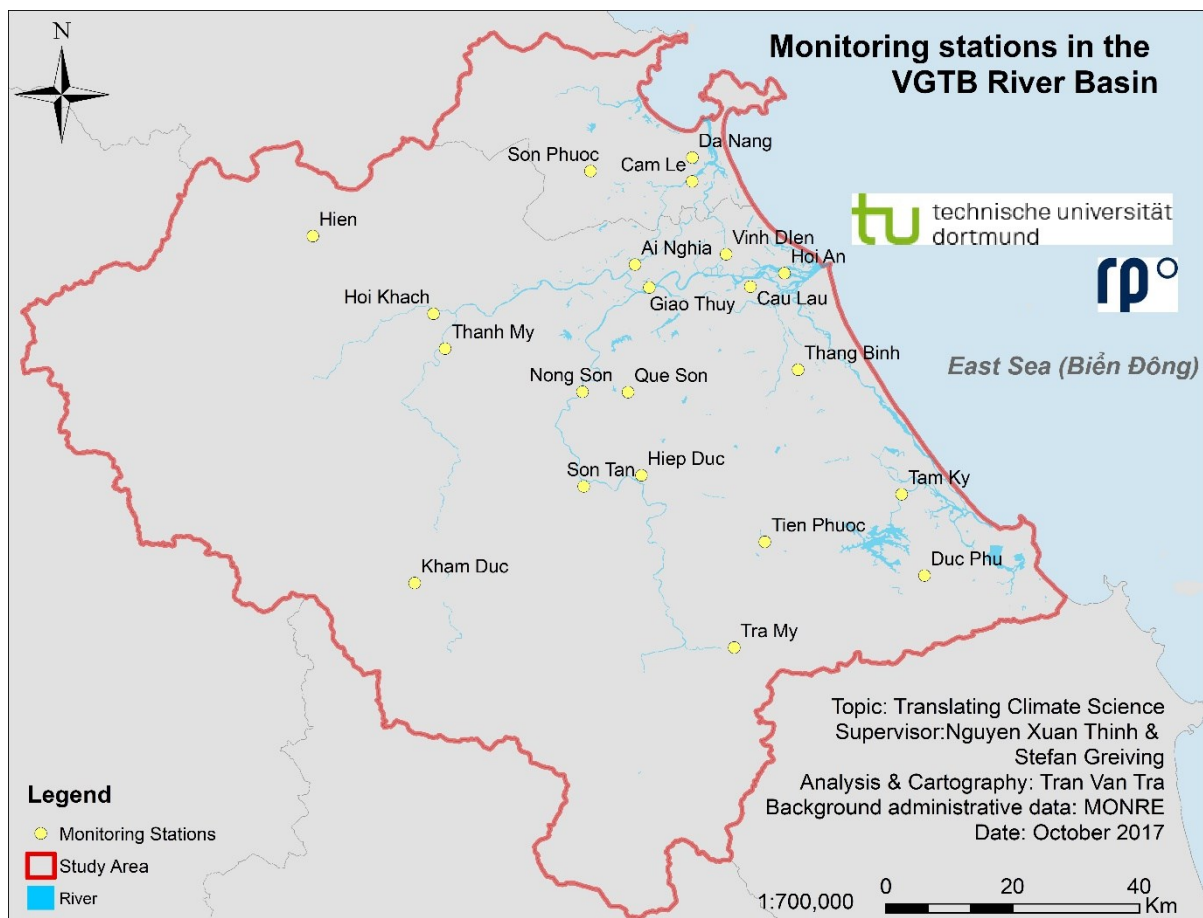 N
Monitoring stations in the
VGTB River Basin
Da Nang
Son Phuoc
Cam Le
Hien
Vinh DIen
Ai Nghia
Hoi An
Hoi Khach
Giao Thuy
Cau Lau
Thanh My
Thang Binh
Nong Son
Que Son
Son Tan
Hiep Duc
Tam Ky
Tien Phuoc
Kham Duc
Duc Phu
Tra My
tu
technische universität
dortmund
rp
East Sea (Biển Đông)
Topic: Translating Climate Science
Supervisor:Nguyen Xuan Thinh &
Stefan Greiving
Analysis & Cartography: Tran Van Tra
Background administrative data: MONRE
Date: October 2017
Legend
Monitoring Stations
Study Area
River
1:700,000
0 20 40
Km